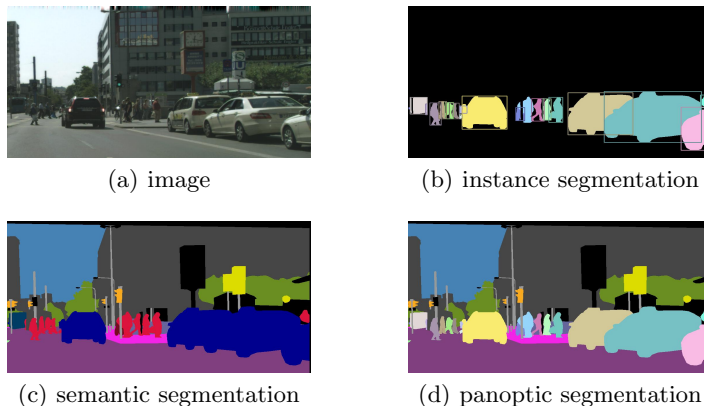 (a) image
(b) instance segmentation
(c) semantic segmentation
(d) panoptic segmentation